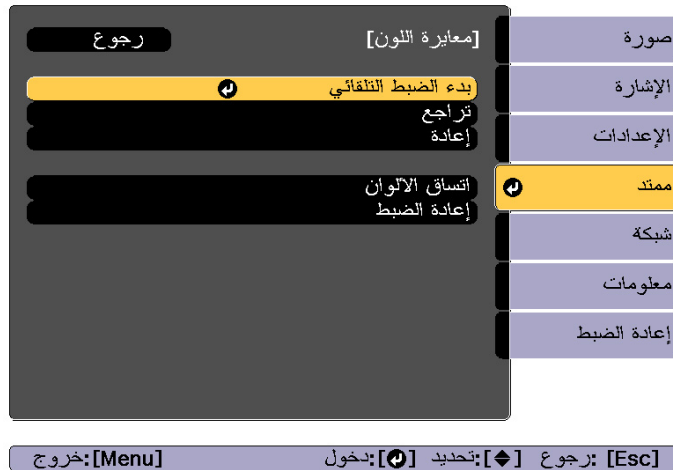 [معايرة اللون] رجوع
بدء الضبط التلقائي
تراجع
إعادة
اتساق الألوان
إعادة الضبط
صورة
الإشارة
الإعدادات
ممتد
شبكة
معلومات
إعادة الضبط
[Esc] :رجوع [◆]:تحديد [↵]:دخول [Menu]:خروج